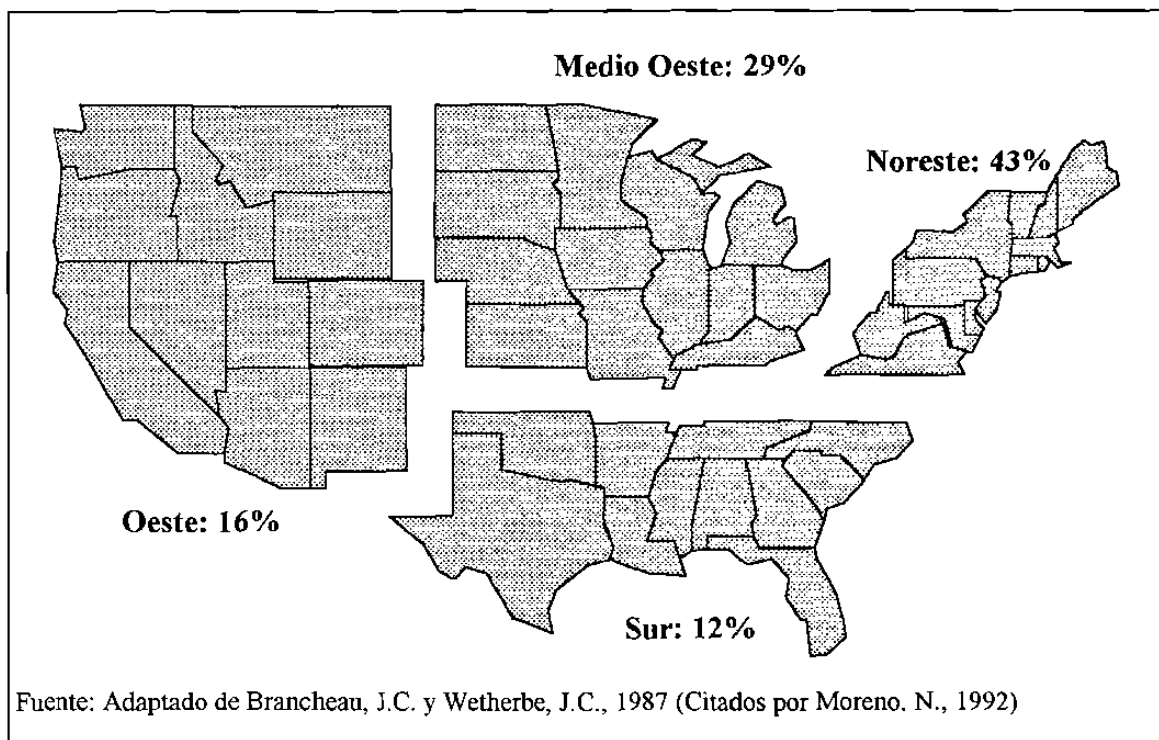 Medio Oeste: 29%
Noreste: 43%
Oeste: 16%
Sur: 12%
Fuente: Adaptado de Brancheau, J.C. y Wetherbe, J.C., 1987 (Citados por Moreno. N., 1992)